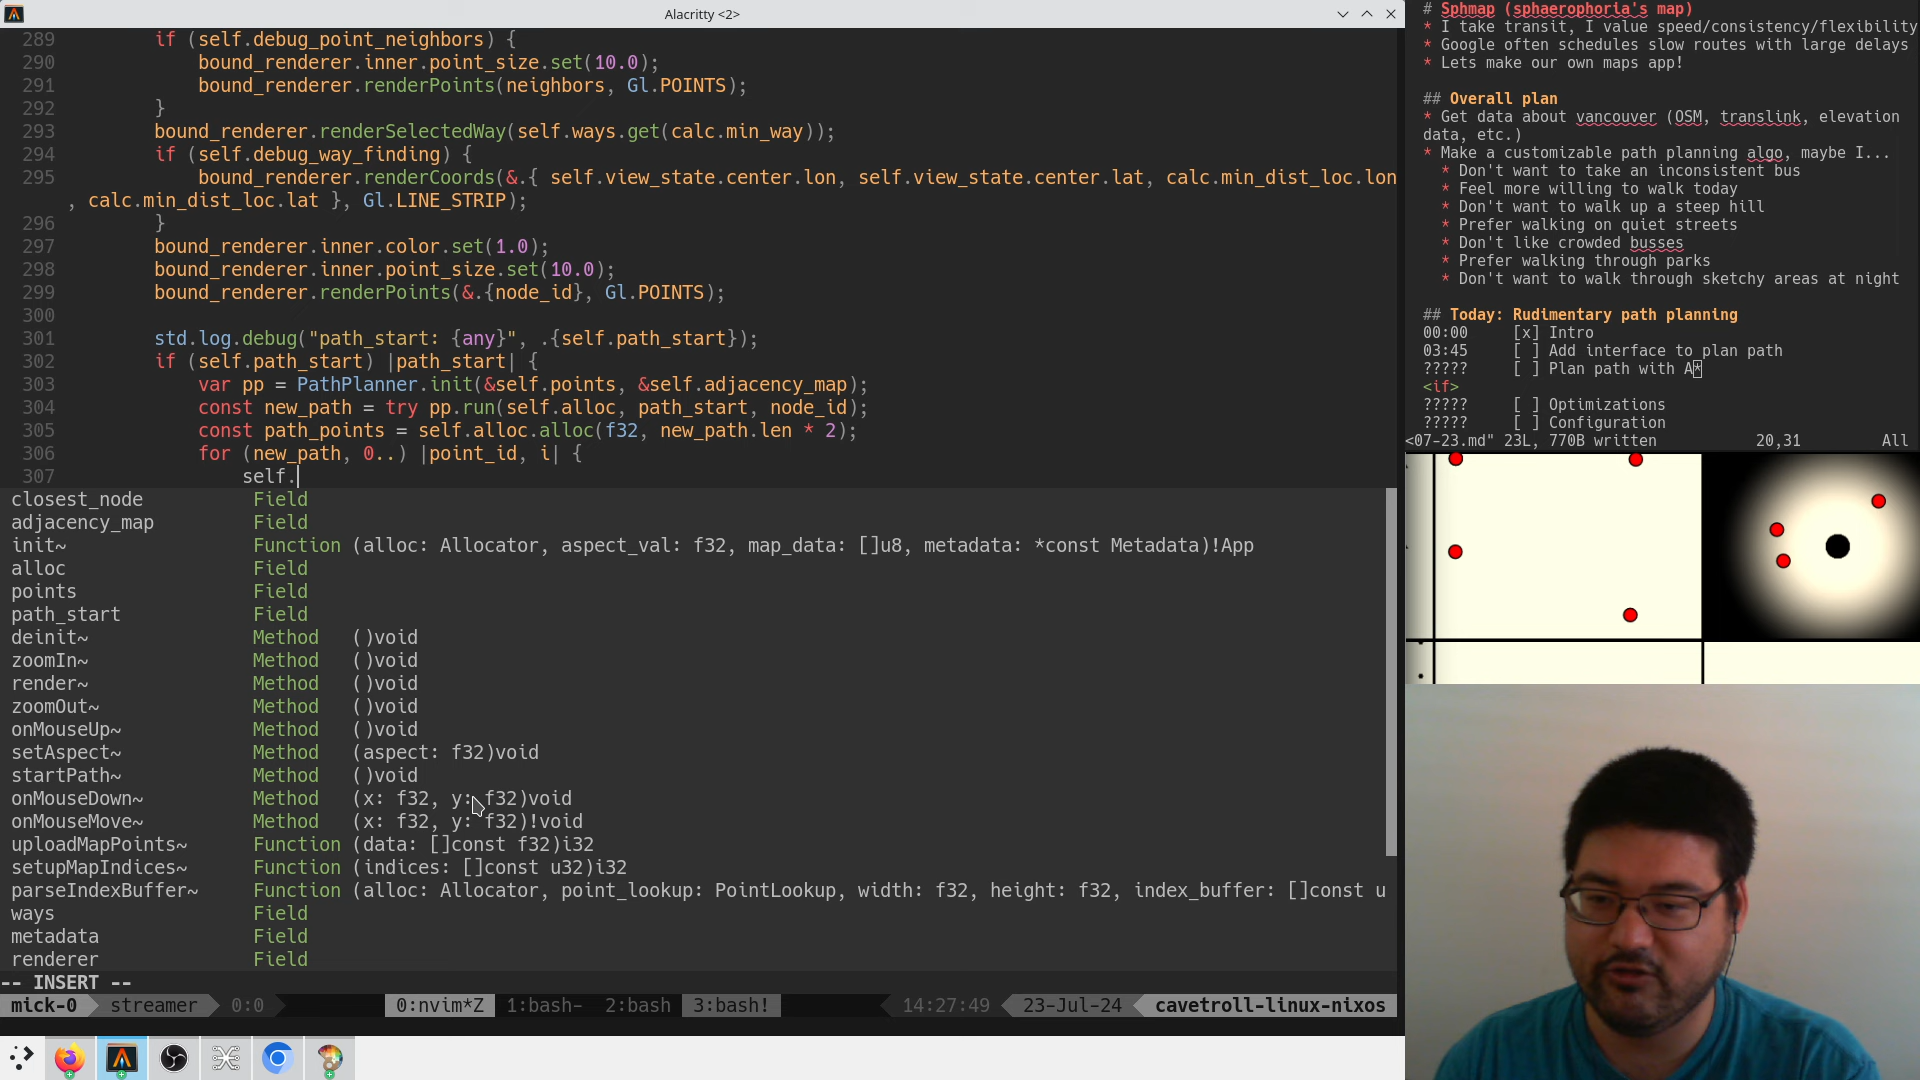 Alacritty <2>
289 if (self.debug_point_neighbors) {
290 bound_renderer.inner.point_size.set(10.0);
291 bound_renderer.renderPoints(neighbors, Gl.POINTS);
292 }
293 bound_renderer.renderSelectedWay(self.ways.get(calc.min_way));
294 if (self.debug_way_finding) {
295 bound_renderer.renderCoords(&.{ self.view_state.center.lon, self.view_state.center.lat, calc.min_dist_loc.lon
, calc.min_dist_loc.lat }, Gl.LINE_STRIP);
296 }
297 bound_renderer.inner.color.set(1.0);
298 bound_renderer.inner.point_size.set(10.0);
299 bound_renderer.renderPoints(&.{node_id}, Gl.POINTS);
300
301 std.log.debug("path_start: {any}", .{self.path_start});
302 if (self.path_start) |path_start| {
303 var pp = PathPlanner.init(&self.points, &self.adjacency_map);
304 const new_path = try pp.run(self.alloc, path_start, node_id);
305 const path_points = self.alloc.alloc(f32, new_path.len * 2);
306 for (new_path, 0..) |point_id, i| {
307 self.
closest_node Field
adjacency_map Field
init~ Function (alloc: Allocator, aspect_val: f32, map_data: []u8, metadata: *const Metadata)!App
alloc Field
points Field
path_start Field
deinit~ Method ()void
zoomIn~ Method ()void
render~ Method ()void
zoomOut~ Method ()void
onMouseUp~ Method ()void
setAspect~ Method (aspect: f32)void
startPath~ Method ()void
onMouseDown~ Method (x: f32, y: f32)void
onMouseMove~ Method (x: f32, y: f32)!void
uploadMapPoints~ Function (data: []const f32)i32
setupMapIndices~ Function (indices: []const u32)i32
parseIndexBuffer~ Function (alloc: Allocator, point_lookup: PointLookup, width: f32, height: f32, index_buffer: []const u
ways Field
metadata Field
renderer Field
-- INSERT --
mick-0 streamer 0:0 0:nvim*Z 1:bash- 2:bash 3:bash! 14:27:49 23-Jul-24 cavetroll-linux-nixos
# Sphmap (sphaerophoria's map)
* I take transit, I value speed/consistency/flexibility
* Google often schedules slow routes with large delays
* Lets make our own maps app!
## Overall plan
* Get data about vancouver (OSM, translink, elevation
data, etc.)
* Make a customizable path planning algo, maybe I...
* Don't want to take an inconsistent bus
* Feel more willing to walk today
* Don't want to walk up a steep hill
* Prefer walking on quiet streets
* Don't like crowded busses
* Prefer walking through parks
* Don't want to walk through sketchy areas at night
## Today: Rudimentary path planning
00:00 [x] Intro
03:45 [ ] Add interface to plan path
????? [ ] Plan path with A*
<if>
????? [ ] Optimizations
????? [ ] Configuration
<07-23.md" 23L, 770B written 20,31 All